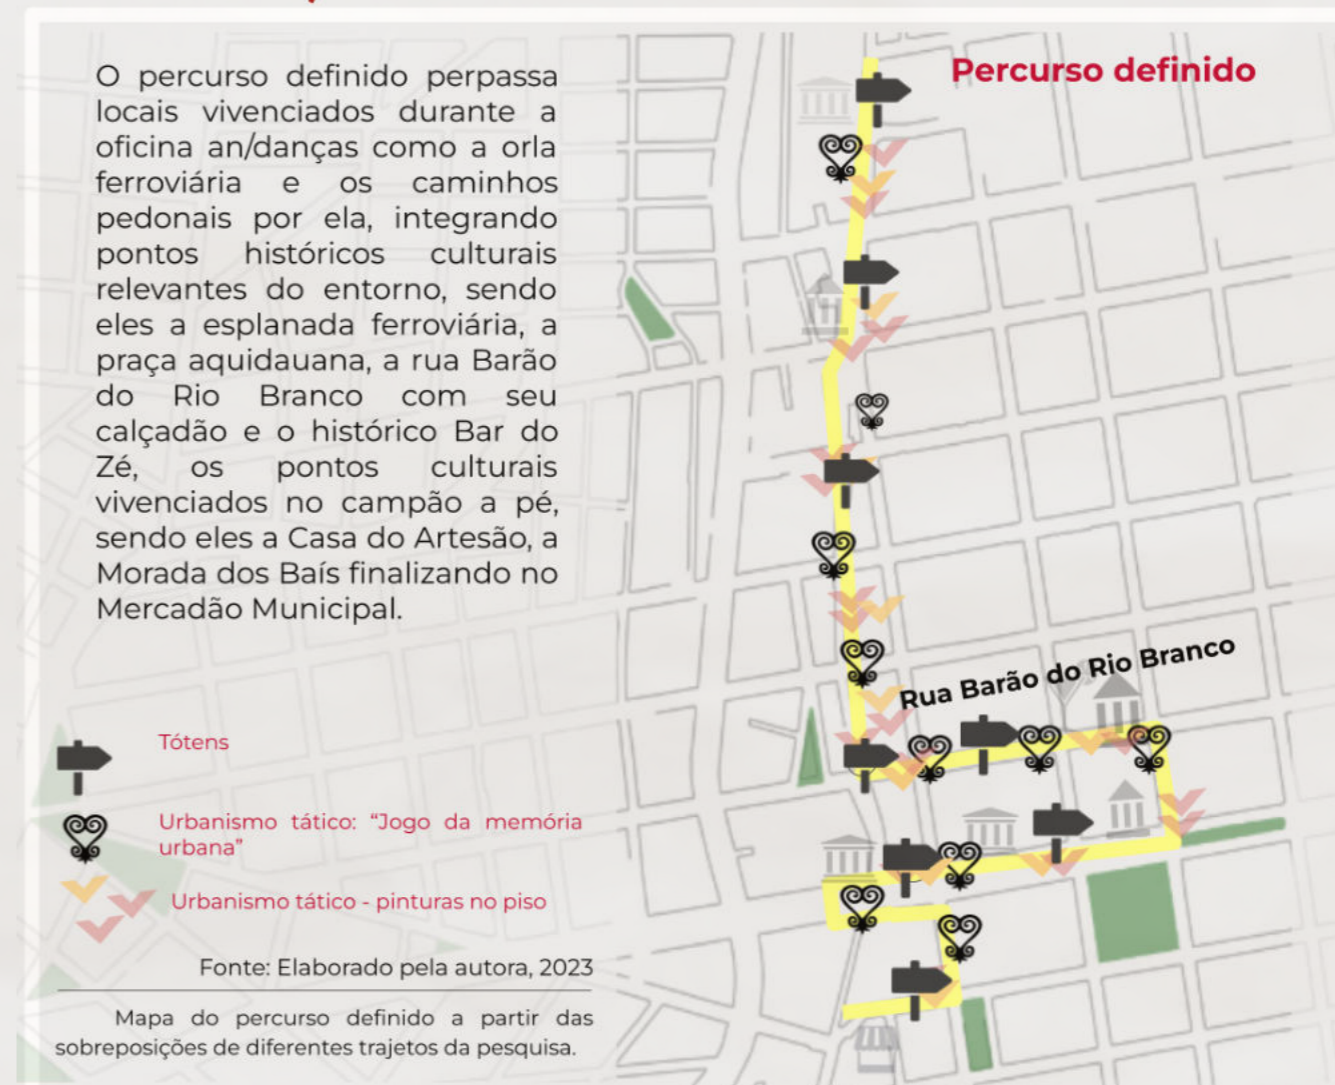 Percurso definido
O percurso definido perpassa
locais vivenciados durante a
oficina an/danças como a orla
ferroviária e os caminhos
pedonais por ela, integrando
pontos históricos culturais
relevantes do entorno, sendo
eles a esplanada ferroviária, a
praça aquidauana, a rua Barão
do Rio Branco com seu
calçadão e o histórico Bar do
Zé, os pontos culturais
vivenciados no campão a pé,
sendo eles a Casa do Artesão, a
Morada dos Baís finalizando no
Mercadão Municipal.
Rua Barão do Rio Branco
Tótens
Urbanismo tático: “Jogo da memória
urbana”
Urbanismo tático - pinturas no piso
Fonte: Elaborado pela autora, 2023
Mapa do percurso definido a partir das
sobreposições de diferentes trajetos da pesquisa.